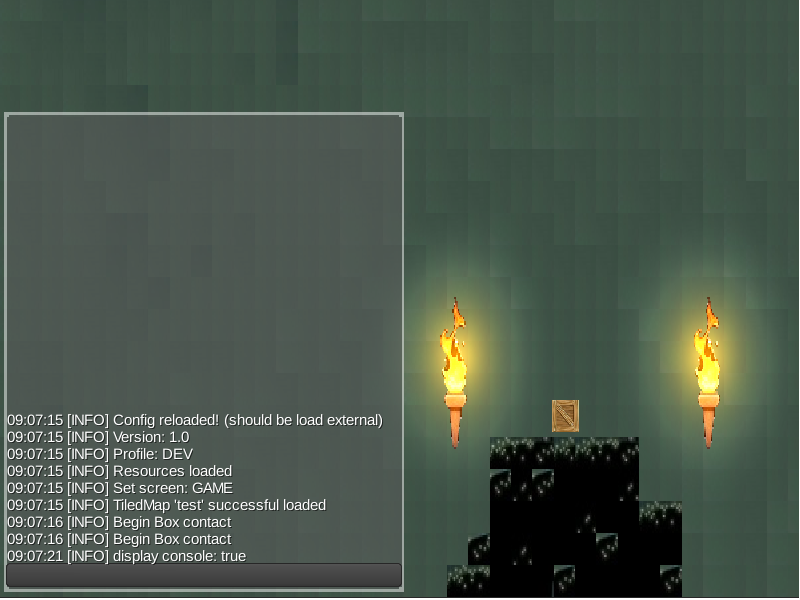 09:07:15 [INFO] Config reloaded! (should be load external)
09:07:15 [INFO] Version: 1.0
09:07:15 [INFO] Profile: DEV
09:07:15 [INFO] Resources loaded
09:07:15 [INFO] Set screen: GAME
09:07:15 [INFO] TiledMap 'test' successful loaded
09:07:16 [INFO] Begin Box contact
09:07:16 [INFO] Begin Box contact
09:07:21 [INFO] display console: true